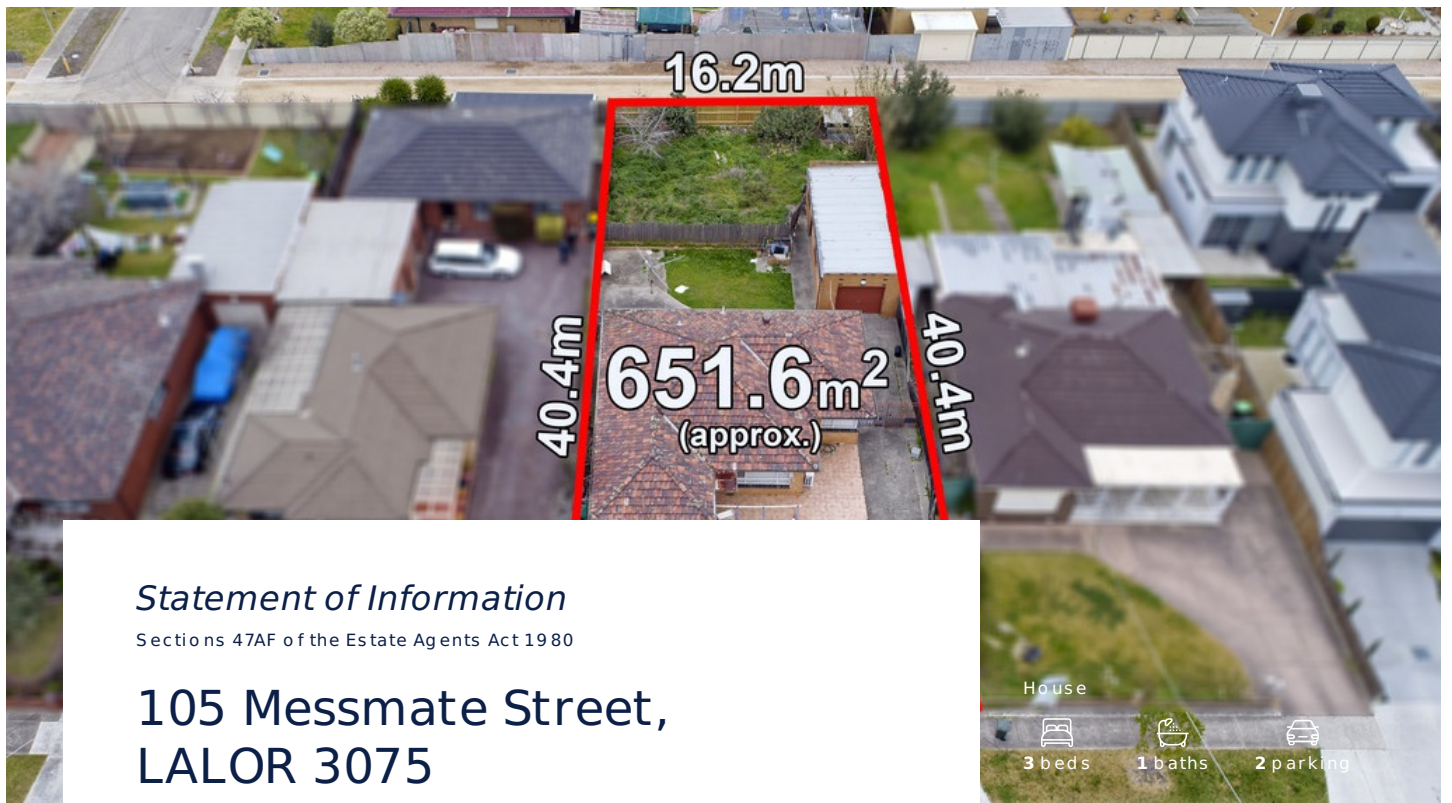 16.2m
40.4m
651.6m²
(approx.)
40.4m
Statement of Information
Sections 47AF of the Estate Agents Act 1980
105 Messmate Street,
LALOR 3075
House
3 beds 1 baths 2 parking